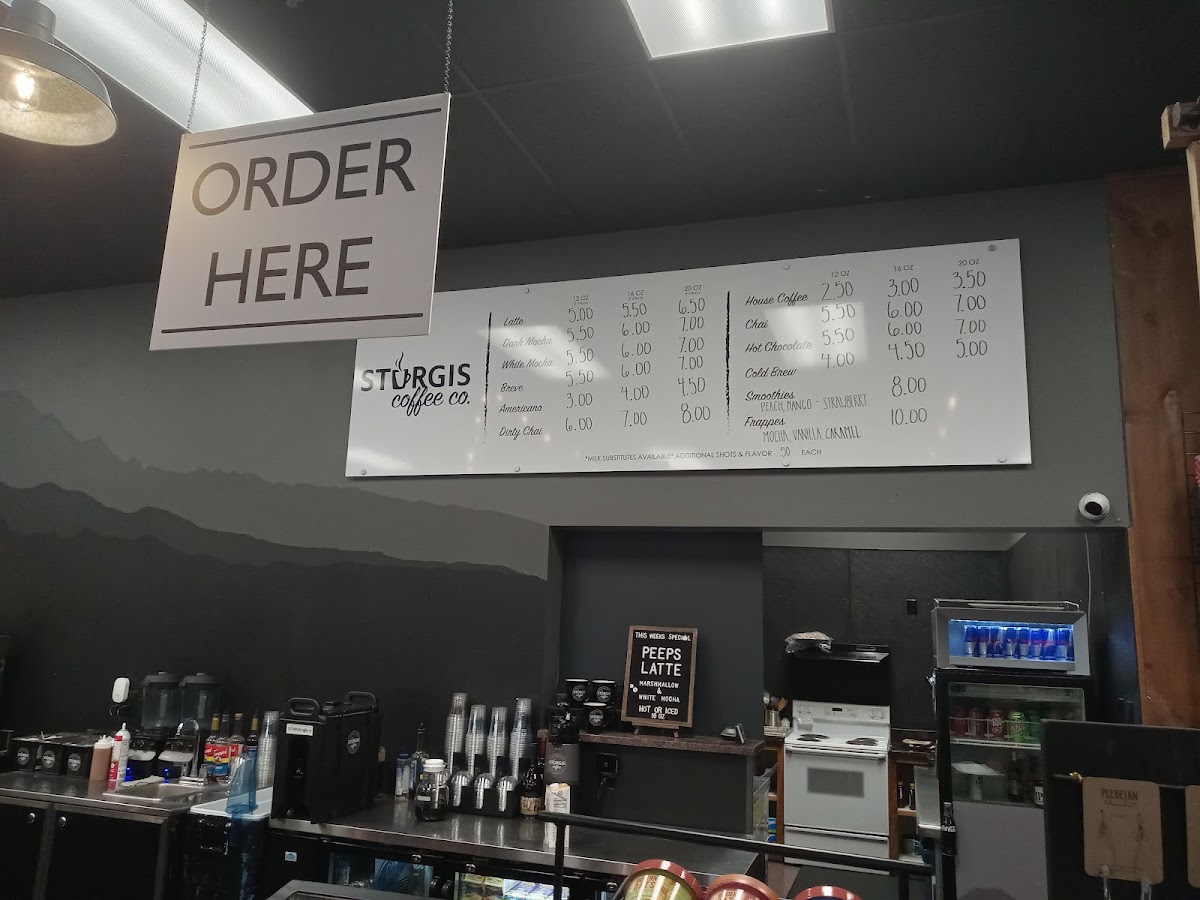 ORDER
HERE
STURGIS
coffee co.
12 OZ 16 OZ 20 OZ
Latte 5.00 5.50 6.50
Dark Mocha 5.50 6.00 7.00
White Mocha 5.50 6.00 7.00
Breve 5.50 6.00 7.00
Americano 3.00 4.00 4.50
Dirty Chai 6.00 7.00 8.00
12 OZ 16 OZ 20 OZ
House Coffee 2.50 3.00 3.50
Chai 5.50 6.00 7.00
Hot Chocolate 5.50 6.00 7.00
Cold Brew 4.00 4.50 5.00
Smoothies 8.00
PEACH, MANGO - STRAWBERRY
Frappes 10.00
MOCHA, VANILLA, CARAMEL
*MILK SUBSTITUTES AVAILABLE* ADDITIONAL SHOTS & FLAVOR .50 EACH
THIS WEEKS SPECIAL
PEEPS
LATTE
MARSHMALLOW
&
WHITE MOCHA
HOT OR ICED
16 OZ
STURGIS
PLEBEIAN